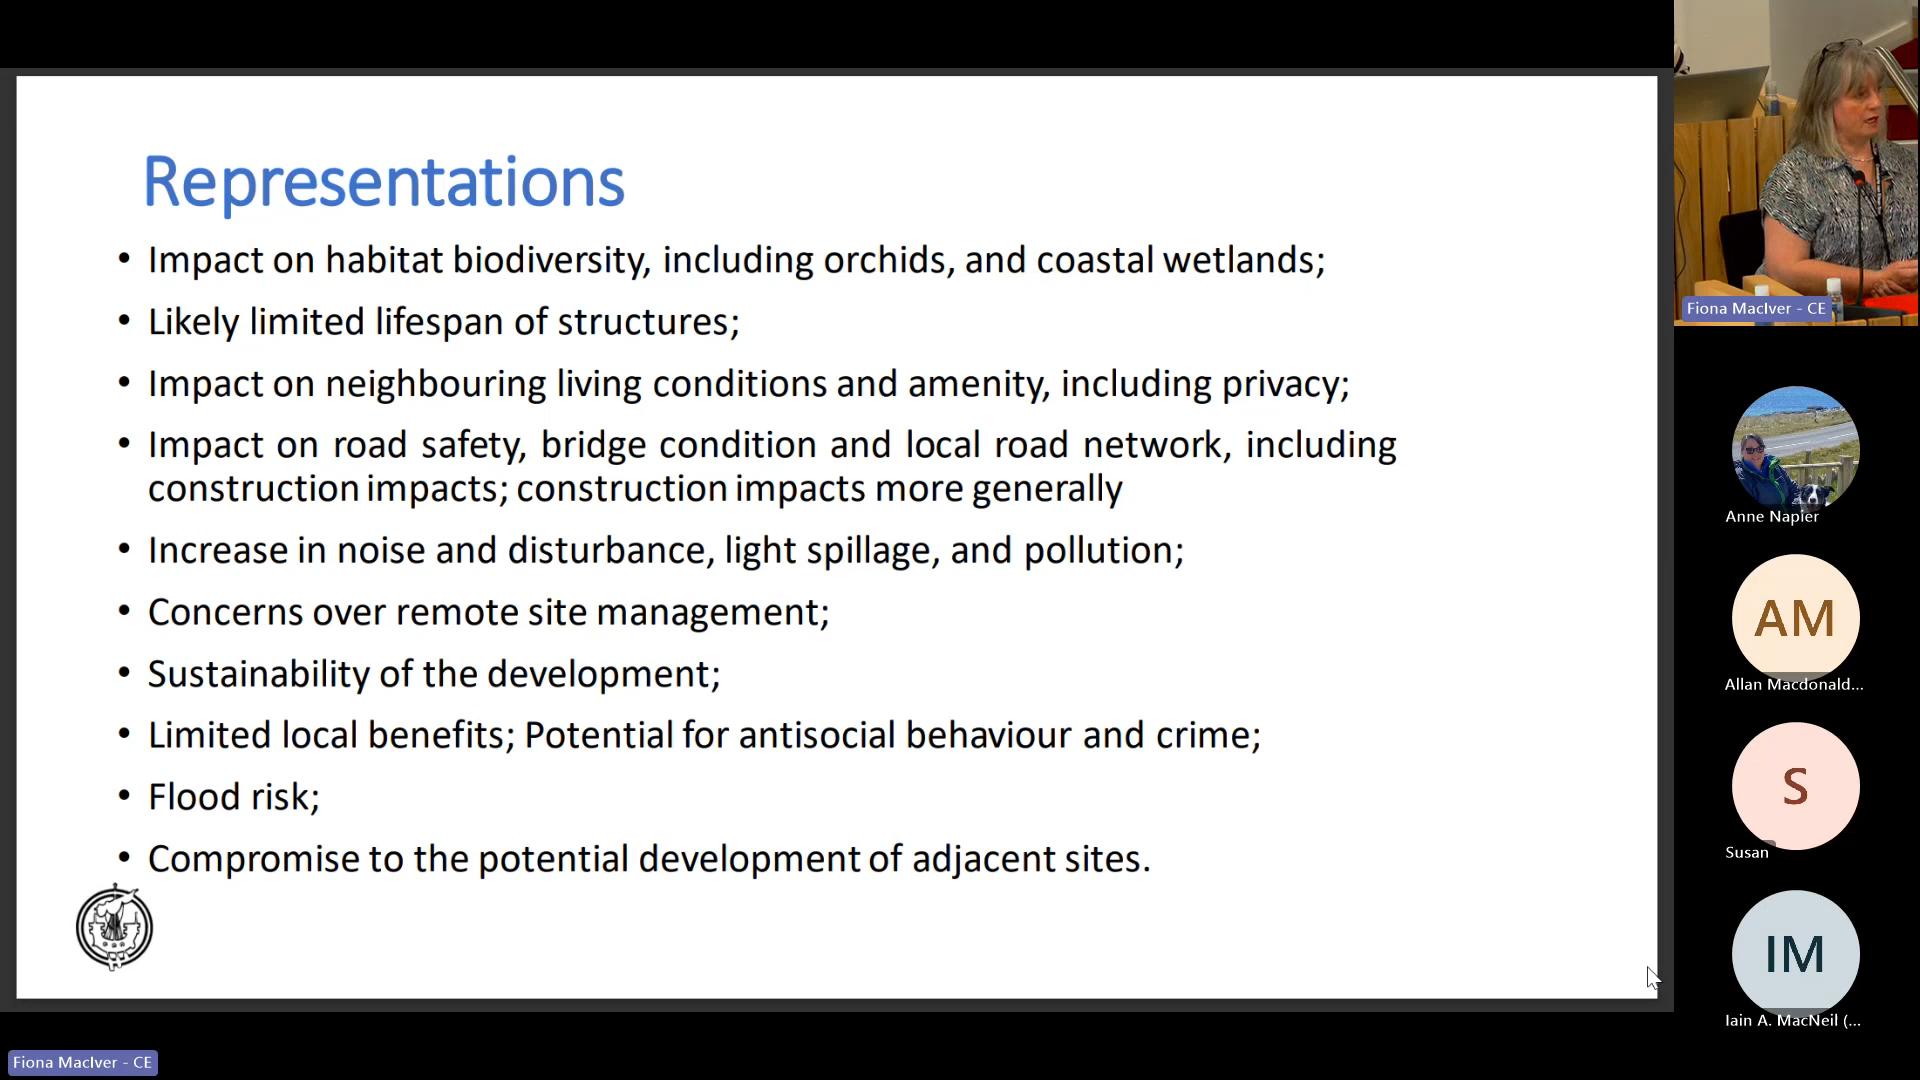 Representations
• Impact on habitat biodiversity, including orchids, and coastal wetlands;
• Likely limited lifespan of structures;
• Impact on neighbouring living conditions and amenity, including privacy;
• Impact on road safety, bridge condition and local road network, including
construction impacts; construction impacts more generally
• Increase in noise and disturbance, light spillage, and pollution;
• Concerns over remote site management;
• Sustainability of the development;
• Limited local benefits; Potential for antisocial behaviour and crime;
• Flood risk;
• Compromise to the potential development of adjacent sites.
Fiona MacIver - CE
Anne Napier
AM
Allan Macdonald...
S
Susan
IM
Iain A. MacNeil (...
Fiona MacIver - CE